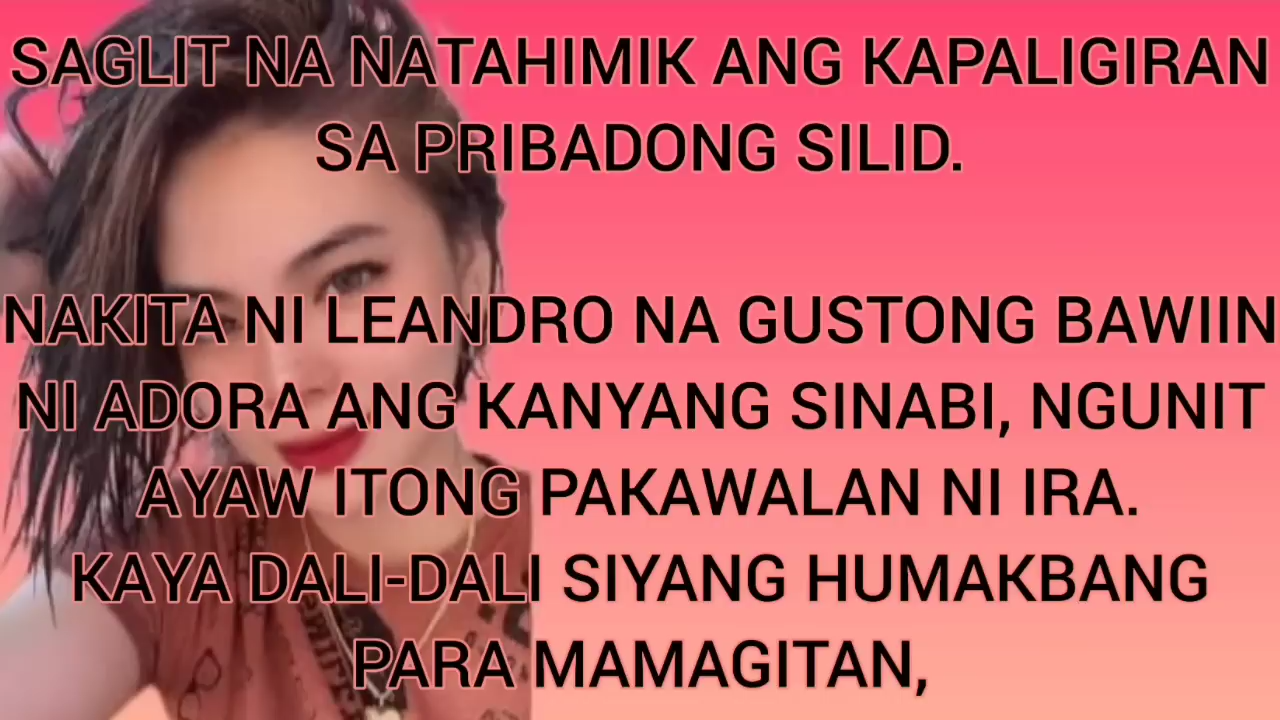 SAGLIT NA NATAHIMIK ANG KAPALIGIRAN
SA PRIBADONG SILID.
NAKITA NI LEANDRO NA GUSTONG BAWIIN
NI ADORA ANG KANYANG SINABI, NGUNIT
AYAW ITONG PAKAWALAN NI IRA.
KAYA DALI-DALI SIYANG HUMAKBANG
PARA MAMAGITAN,